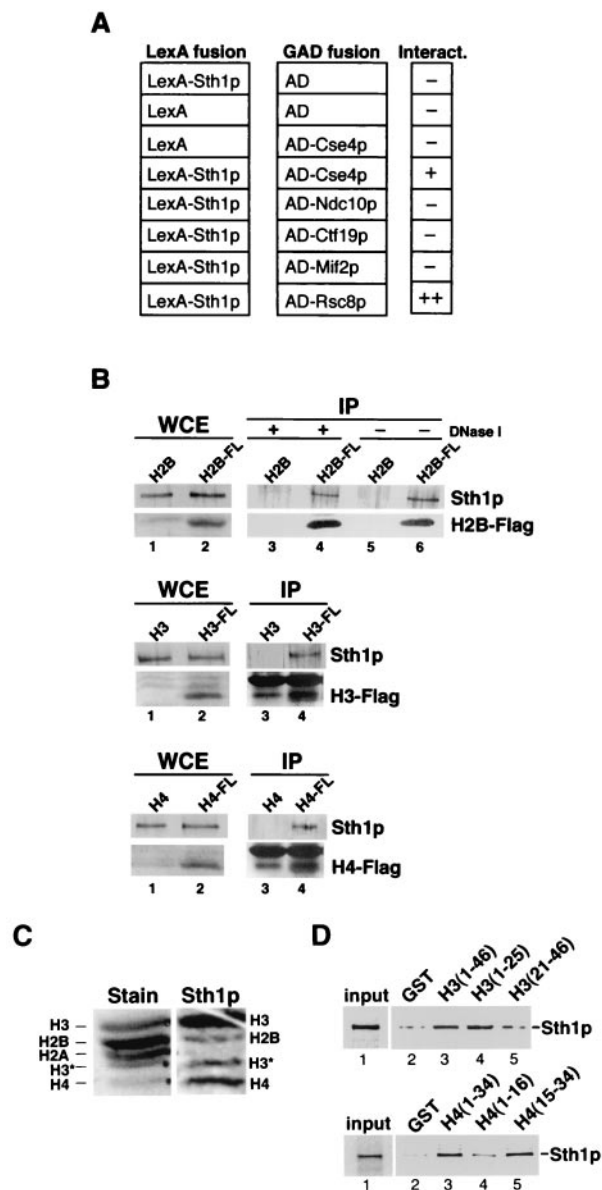 A
LexA fusion GAD fusion Interact.
LexA-Sth1p AD –
LexA AD –
LexA AD-Cse4p –
LexA-Sth1p AD-Cse4p +
LexA-Sth1p AD-Ndc10p –
LexA-Sth1p AD-Ctf19p –
LexA-Sth1p AD-Mif2p –
LexA-Sth1p AD-Rsc8p ++
B
IP
WCE + + – – DNase I
H2B H2B-FL H2B H2B-FL H2B H2B-FL
Sth1p
H2B-Flag
1 2 3 4 5 6
WCE IP
H3 H3-FL H3 H3-FL
Sth1p
H3-Flag
1 2 3 4
WCE IP
H4 H4-FL H4 H4-FL
Sth1p
H4-Flag
1 2 3 4
C
Stain Sth1p
H3 – H3
H2B – H2B
H2A –
H3* – H3*
H4 – H4
D
input GST H3(1-46) H3(1-25) H3(21-46)
–Sth1p
1 2 3 4 5
input GST H4(1-34) H4(1-16) H4(15-34)
–Sth1p
1 2 3 4 5